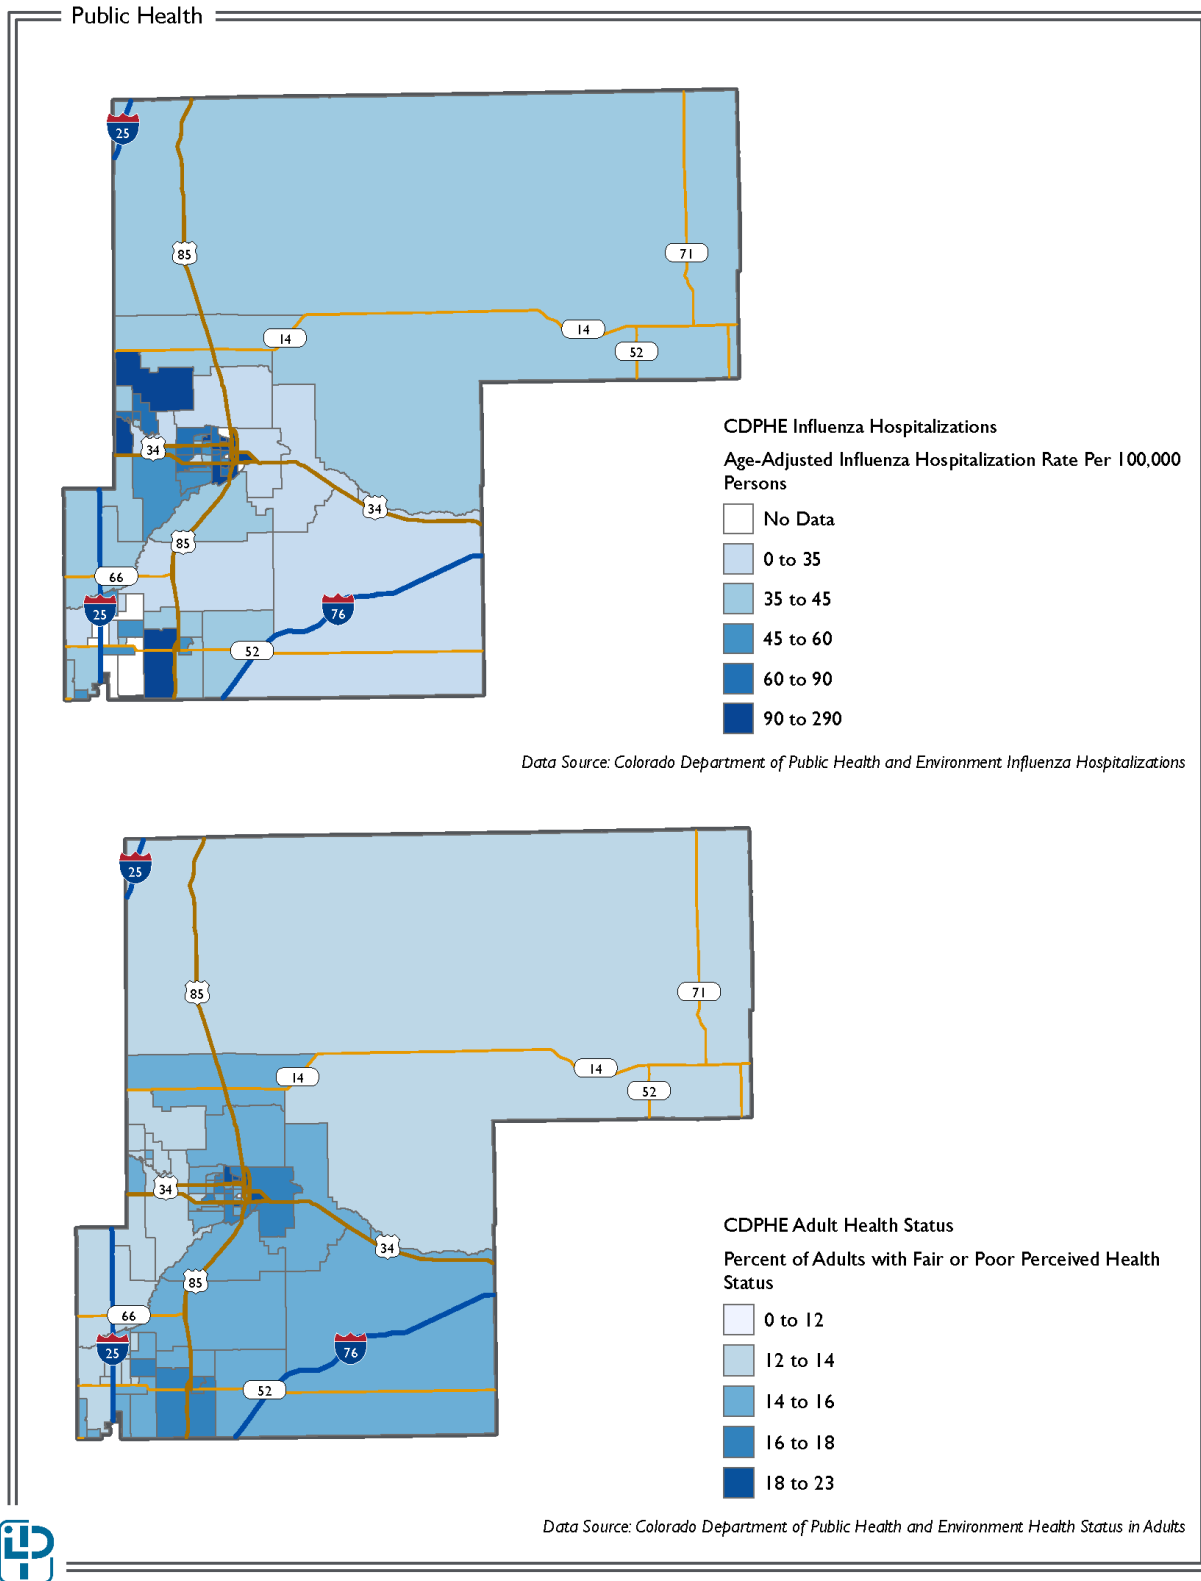 Public Health
25
85
71
14
14
52
34
34
85
66
25
76
52
CDPHE Influenza Hospitalizations
Age-Adjusted Influenza Hospitalization Rate Per 100,000
Persons
No Data
0 to 35
35 to 45
45 to 60
60 to 90
90 to 290
Data Source: Colorado Department of Public Health and Environment Influenza Hospitalizations
25
85
71
14
14
52
34
34
85
66
25
76
52
CDPHE Adult Health Status
Percent of Adults with Fair or Poor Perceived Health
Status
0 to 12
12 to 14
14 to 16
16 to 18
18 to 23
Data Source: Colorado Department of Public Health and Environment Health Status in Adults